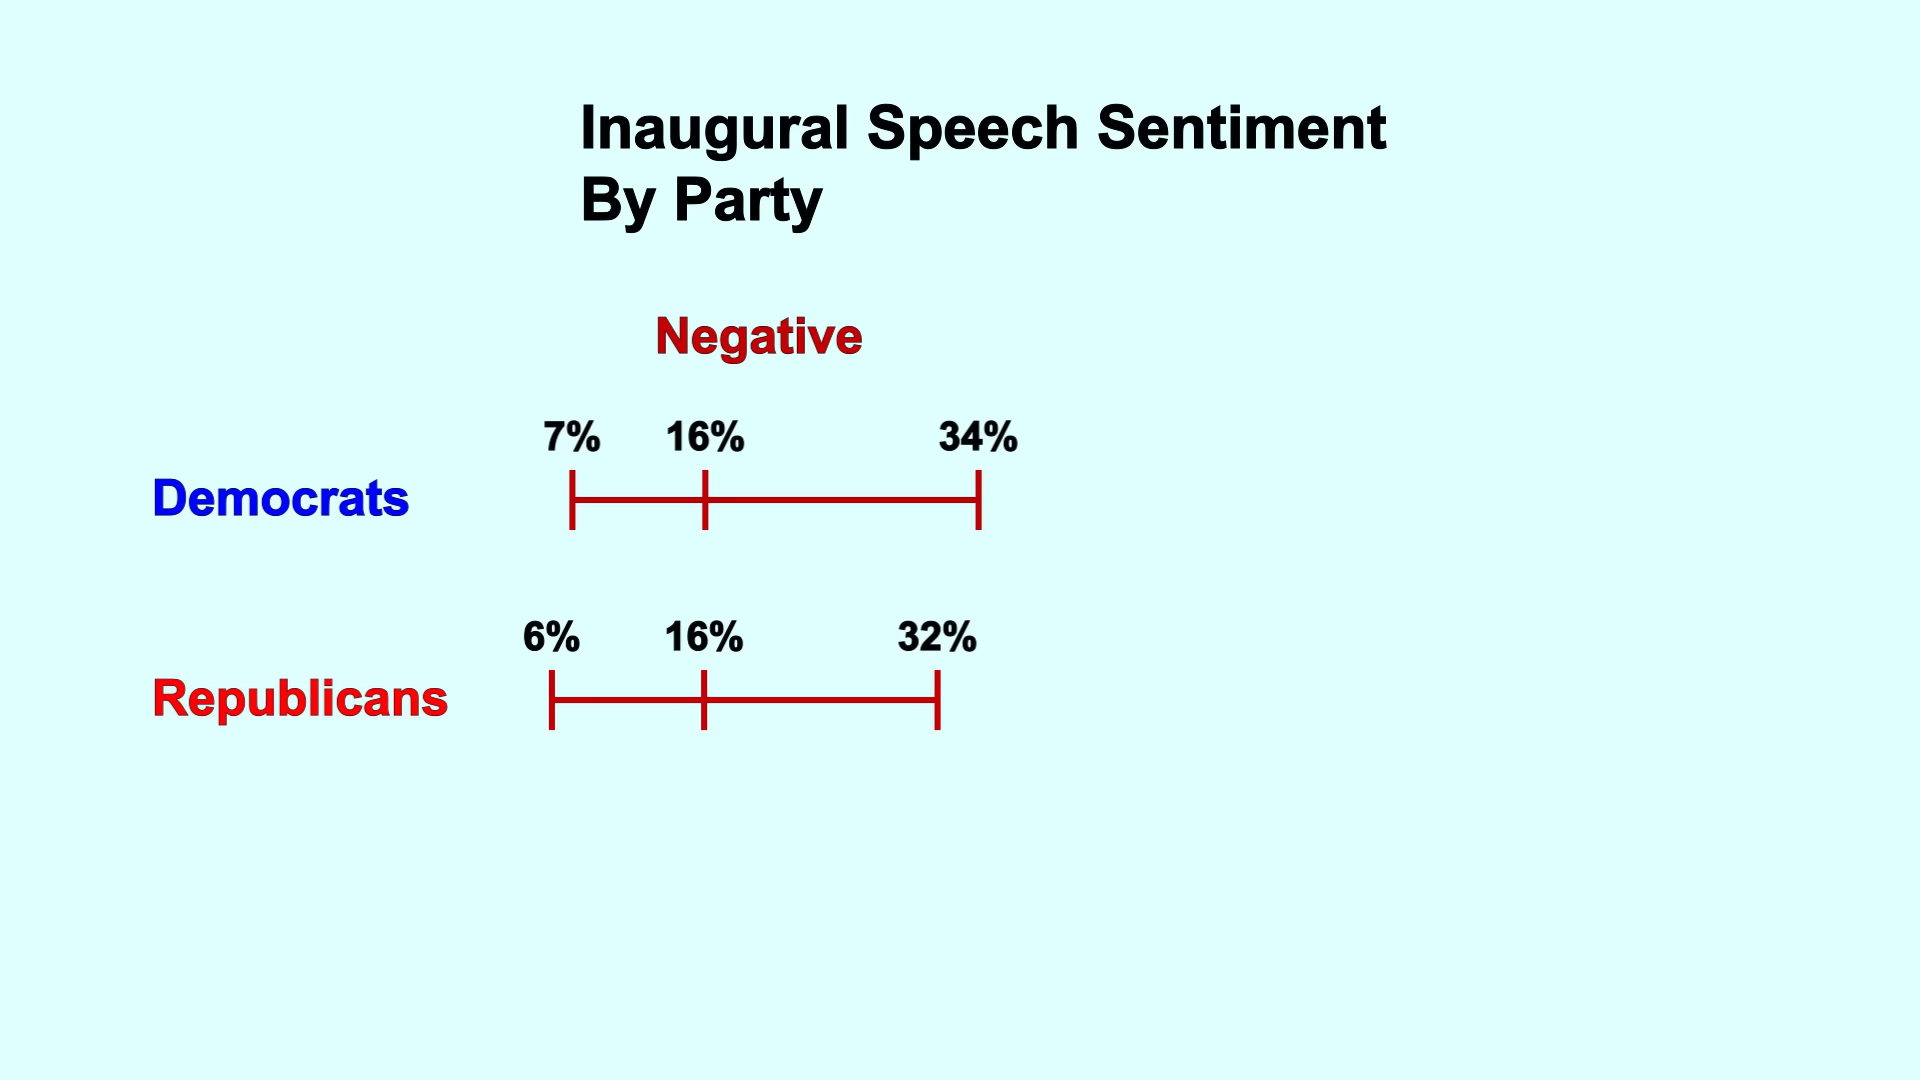 Inaugural Speech Sentiment
By Party
Negative
7% 16% 34%
Democrats
6% 16% 32%
Republicans